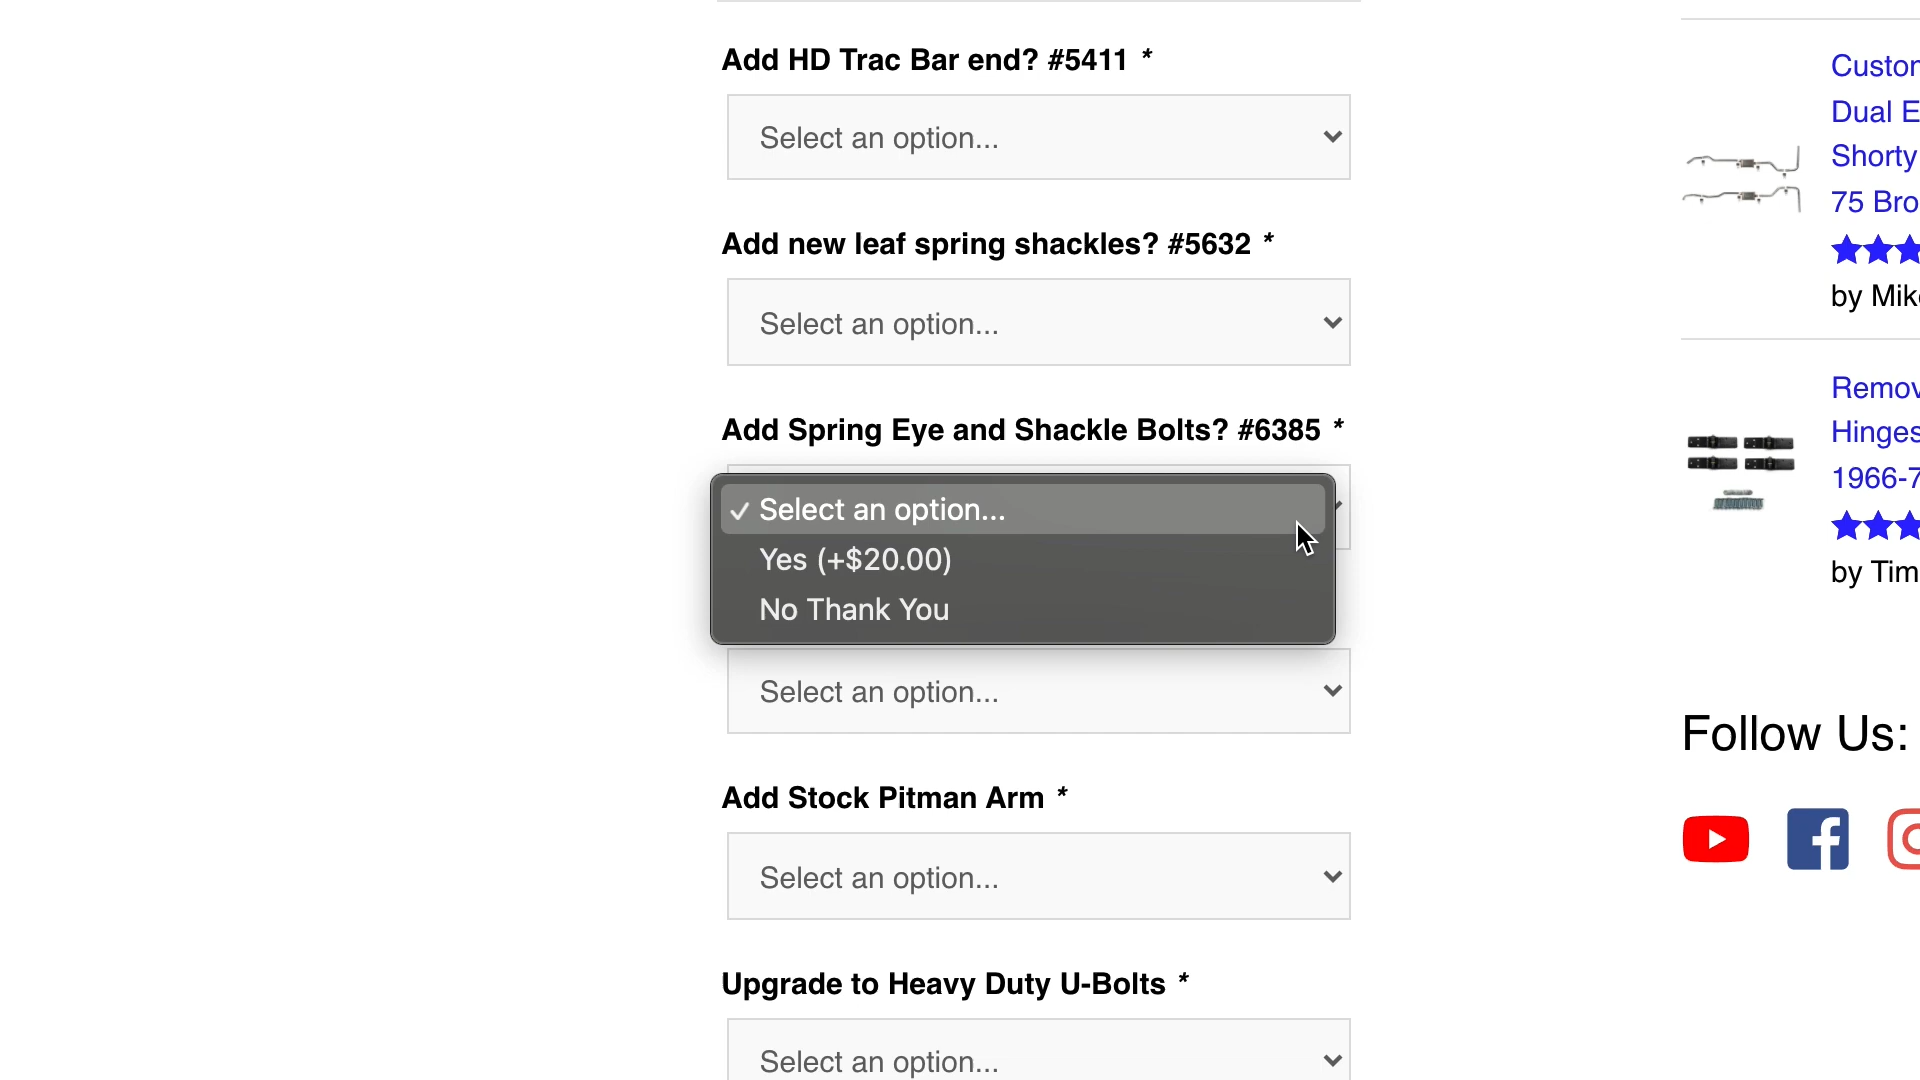 Add HD Trac Bar end? #5411 *
Select an option...
Add new leaf spring shackles? #5632 *
Select an option...
Add Spring Eye and Shackle Bolts? #6385 *
✓ Select an option...
Yes (+$20.00)
No Thank You
Select an option...
Add Stock Pitman Arm *
Select an option...
Upgrade to Heavy Duty U-Bolts *
Select an option...
Custom
Dual E
Shorty
75 Bro
by Mike
Remov
Hinges
1966-7
by Tim
Follow Us: